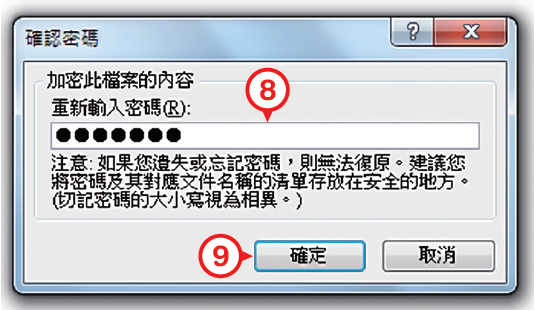 確認密碼
加密此檔案的內容
8
重新輸入密碼(R):
●●●●●●●
注意: 如果您遺失或忘記密碼，則無法復原。建議您
將密碼及其對應文件名稱的清單存放在安全的地方。
(切記密碼的大小寫視為相異。)
9
確定
取消